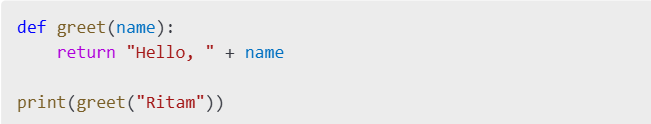 def greet(name):
    return "Hello, " + name

print(greet("Ritam"))